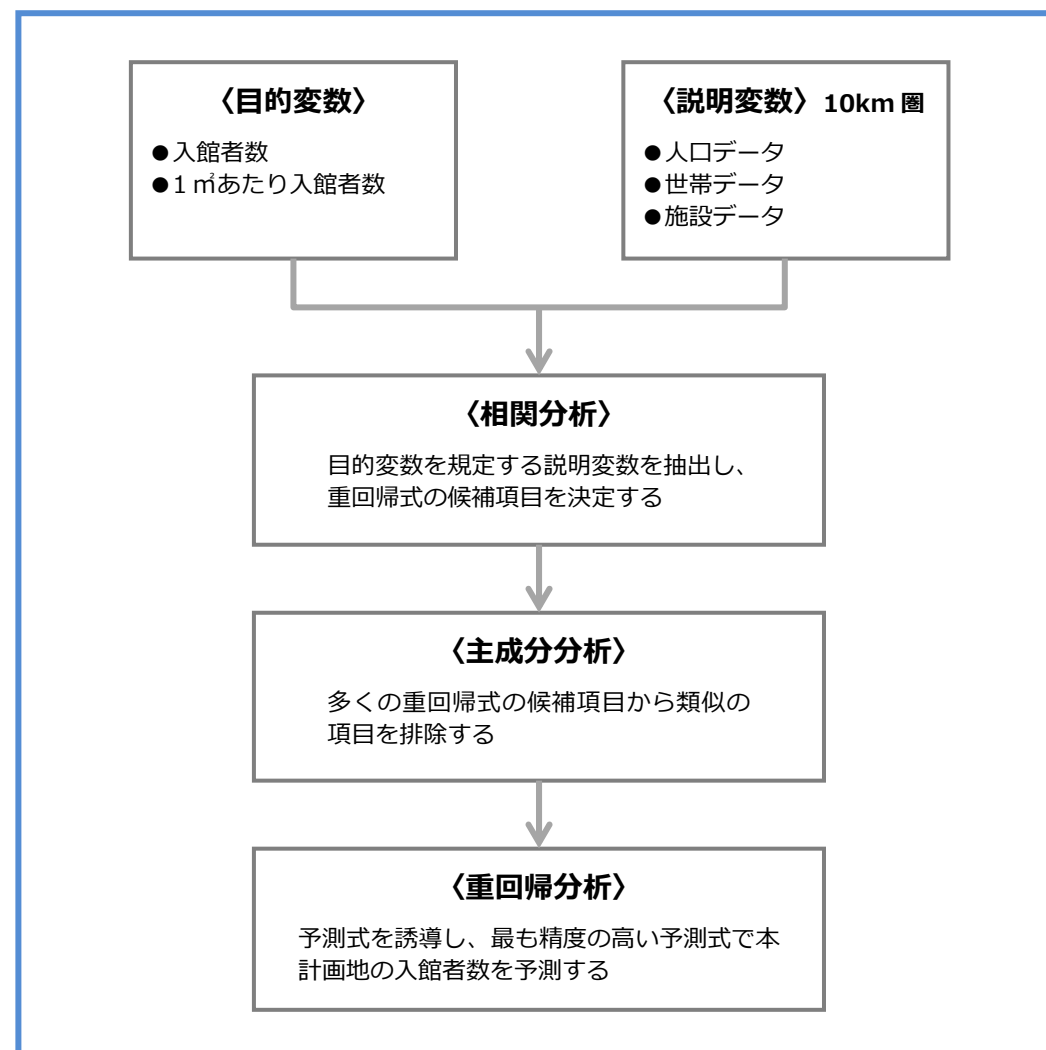 〈目的変数〉
●入館者数
●1㎡あたり入館者数
〈説明変数〉10km 圏
●人口データ
●世帯データ
●施設データ
〈相関分析〉
目的変数を規定する説明変数を抽出し、
重回帰式の候補項目を決定する
〈主成分分析〉
多くの重回帰式の候補項目から類似の
項目を排除する
〈重回帰分析〉
予測式を誘導し、最も精度の高い予測式で本
計画地の入館者数を予測する